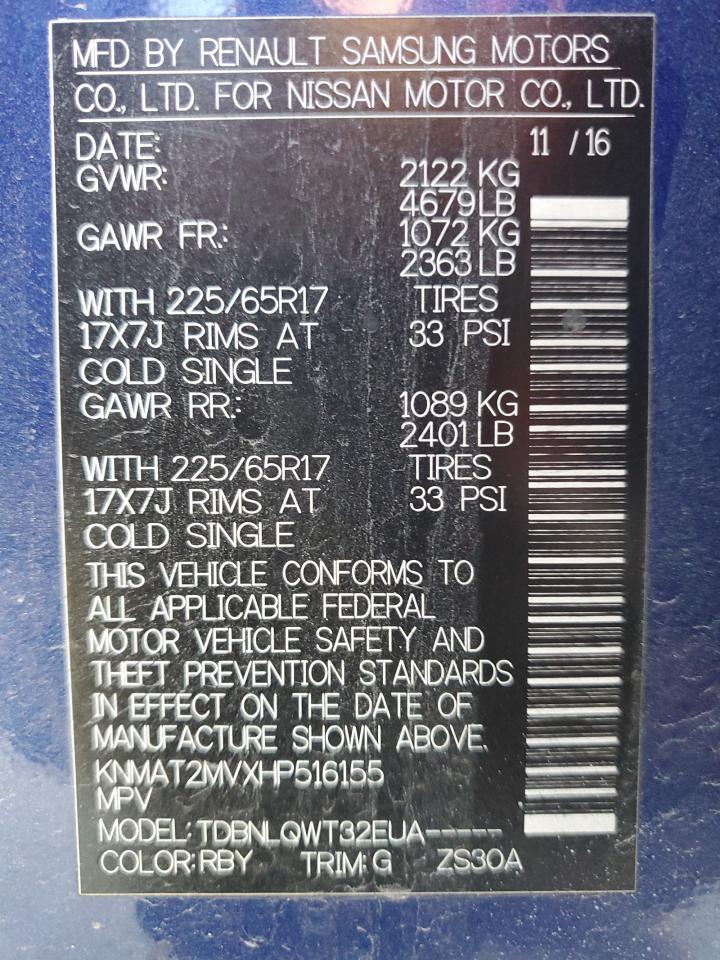 MFD BY RENAULT SAMSUNG MOTORS
CO., LTD. FOR NISSAN MOTOR CO., LTD.
DATE: 11 / 16
GVWR: 2122 KG
4679 LB
GAWR FR.: 1072 KG
2363 LB
WITH 225/65R17 TIRES
17X7J RIMS AT 33 PSI
COLD SINGLE
GAWR RR.: 1089 KG
2401 LB
WITH 225/65R17 TIRES
17X7J RIMS AT 33 PSI
COLD SINGLE
THIS VEHICLE CONFORMS TO
ALL APPLICABLE FEDERAL
MOTOR VEHICLE SAFETY AND
THEFT PREVENTION STANDARDS
IN EFFECT ON THE DATE OF
MANUFACTURE SHOWN ABOVE.
KNMAT2MVXHP516155
MPV
MODEL: TDBNLQWT32EUA------
COLOR: RBY TRIM: G ZS30A